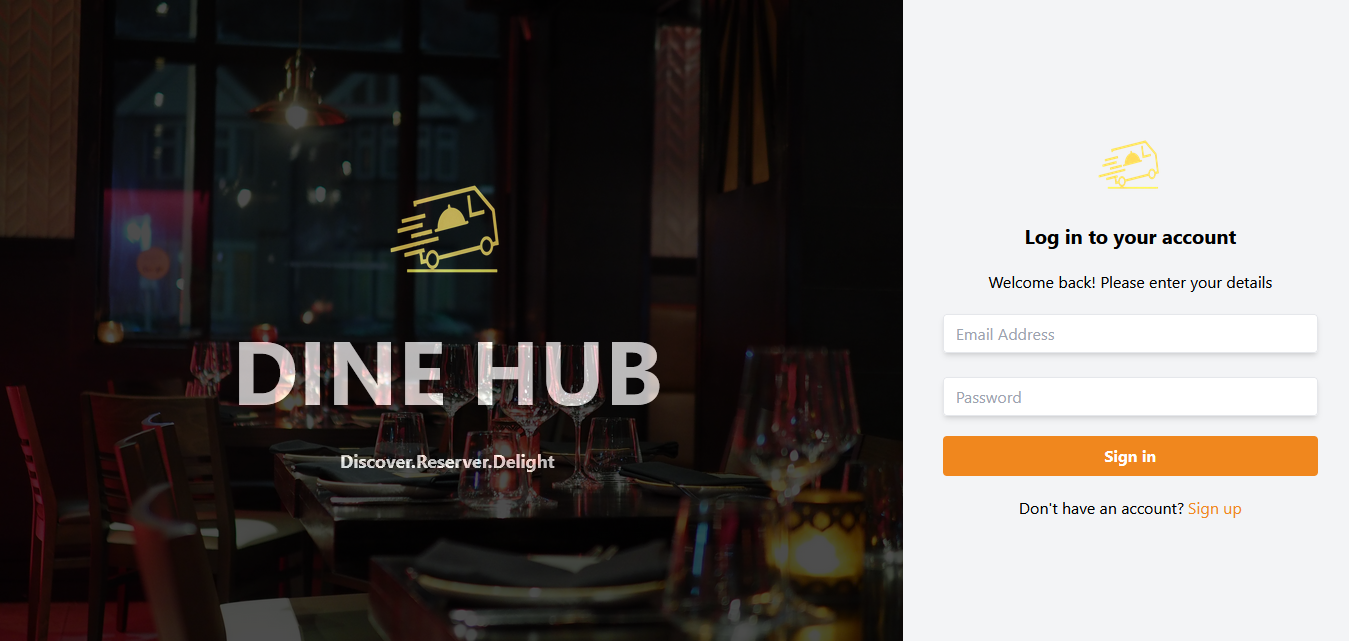 DINE HUB
Discover.Reserver.Delight
Log in to your account
Welcome back! Please enter your details
Email Address
Password
Sign in
Don't have an account? Sign up